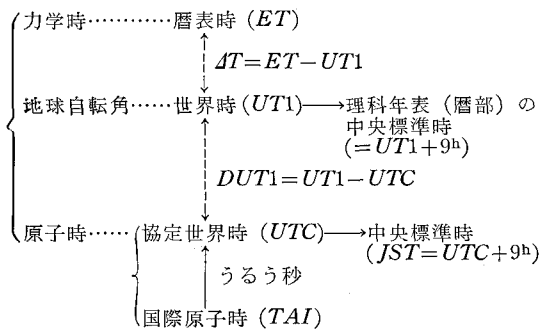 力学時…………暦表時 (ET)
ΔT=ET−UT1
地球自転角……世界時 (UT1)→理科年表 (暦部) の
中央標準時
(=UT1+9ʰ)
DUT1=UT1−UTC
原子時……協定世界時 (UTC)→中央標準時
(JST=UTC+9ʰ)
うるう秒
国際原子時 (TAI)